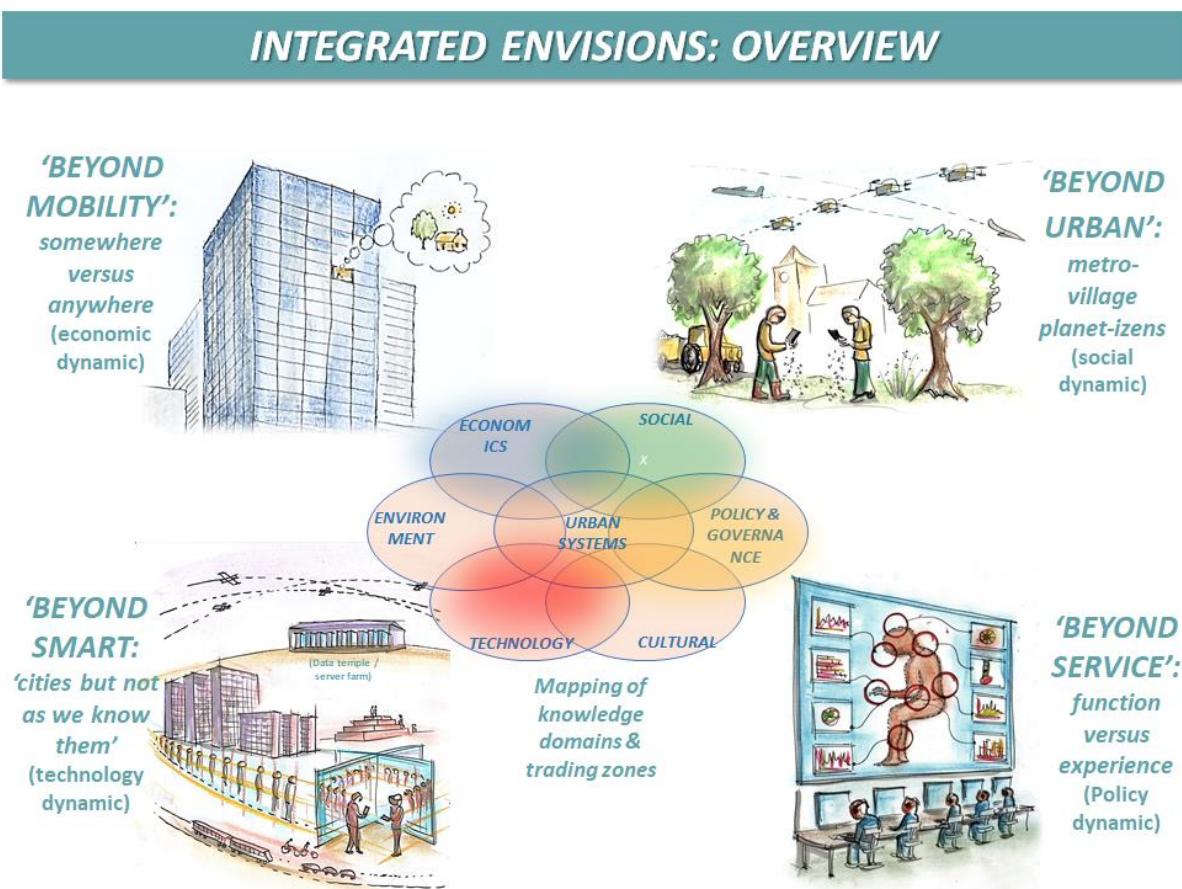 INTEGRATED ENVISIONS: OVERVIEW
‘BEYOND
MOBILITY’:
somewhere
versus
anywhere
(economic
dynamic)
‘BEYOND
URBAN’:
metro-
village
planet-izens
(social
dynamic)
ECONOM
ICS
SOCIAL
X
ENVIRON
MENT
URBAN
SYSTEMS
POLICY &
GOVERNA
NCE
TECHNOLOGY
CULTURAL
Mapping of
knowledge
domains &
trading zones
‘BEYOND
SMART:
‘cities but not
as we know
them’
(technology
dynamic)
(Data temple /
server farm)
‘BEYOND
SERVICE’:
function
versus
experience
(Policy
dynamic)